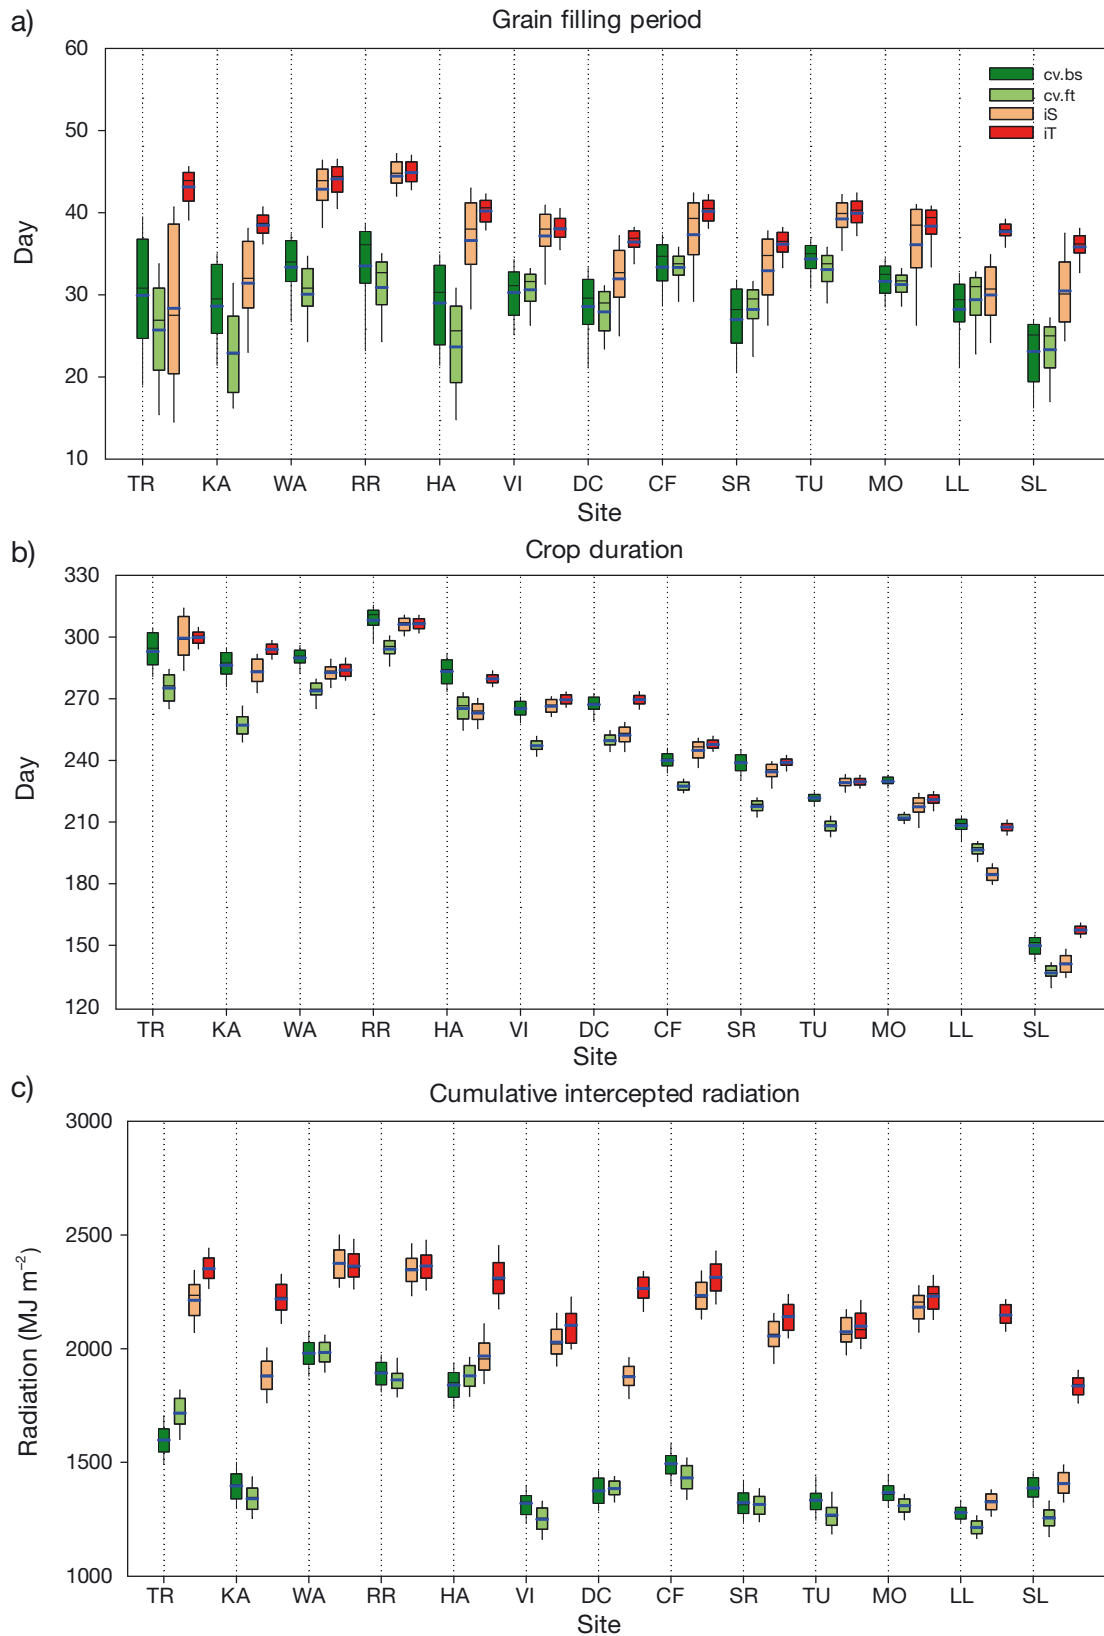 a)
Grain filling period
60
50
40
30
20
10
Day
cv.bs
cv.ft
iS
iT
TR KA WA RR HA VI DC CF SR TU MO LL SL
Site
b)
Crop duration
330
300
270
240
210
180
150
120
Day
TR KA WA RR HA VI DC CF SR TU MO LL SL
Site
c)
Cumulative intercepted radiation
3000
2500
2000
1500
1000
Radiation (MJ m⁻²)
TR KA WA RR HA VI DC CF SR TU MO LL SL
Site